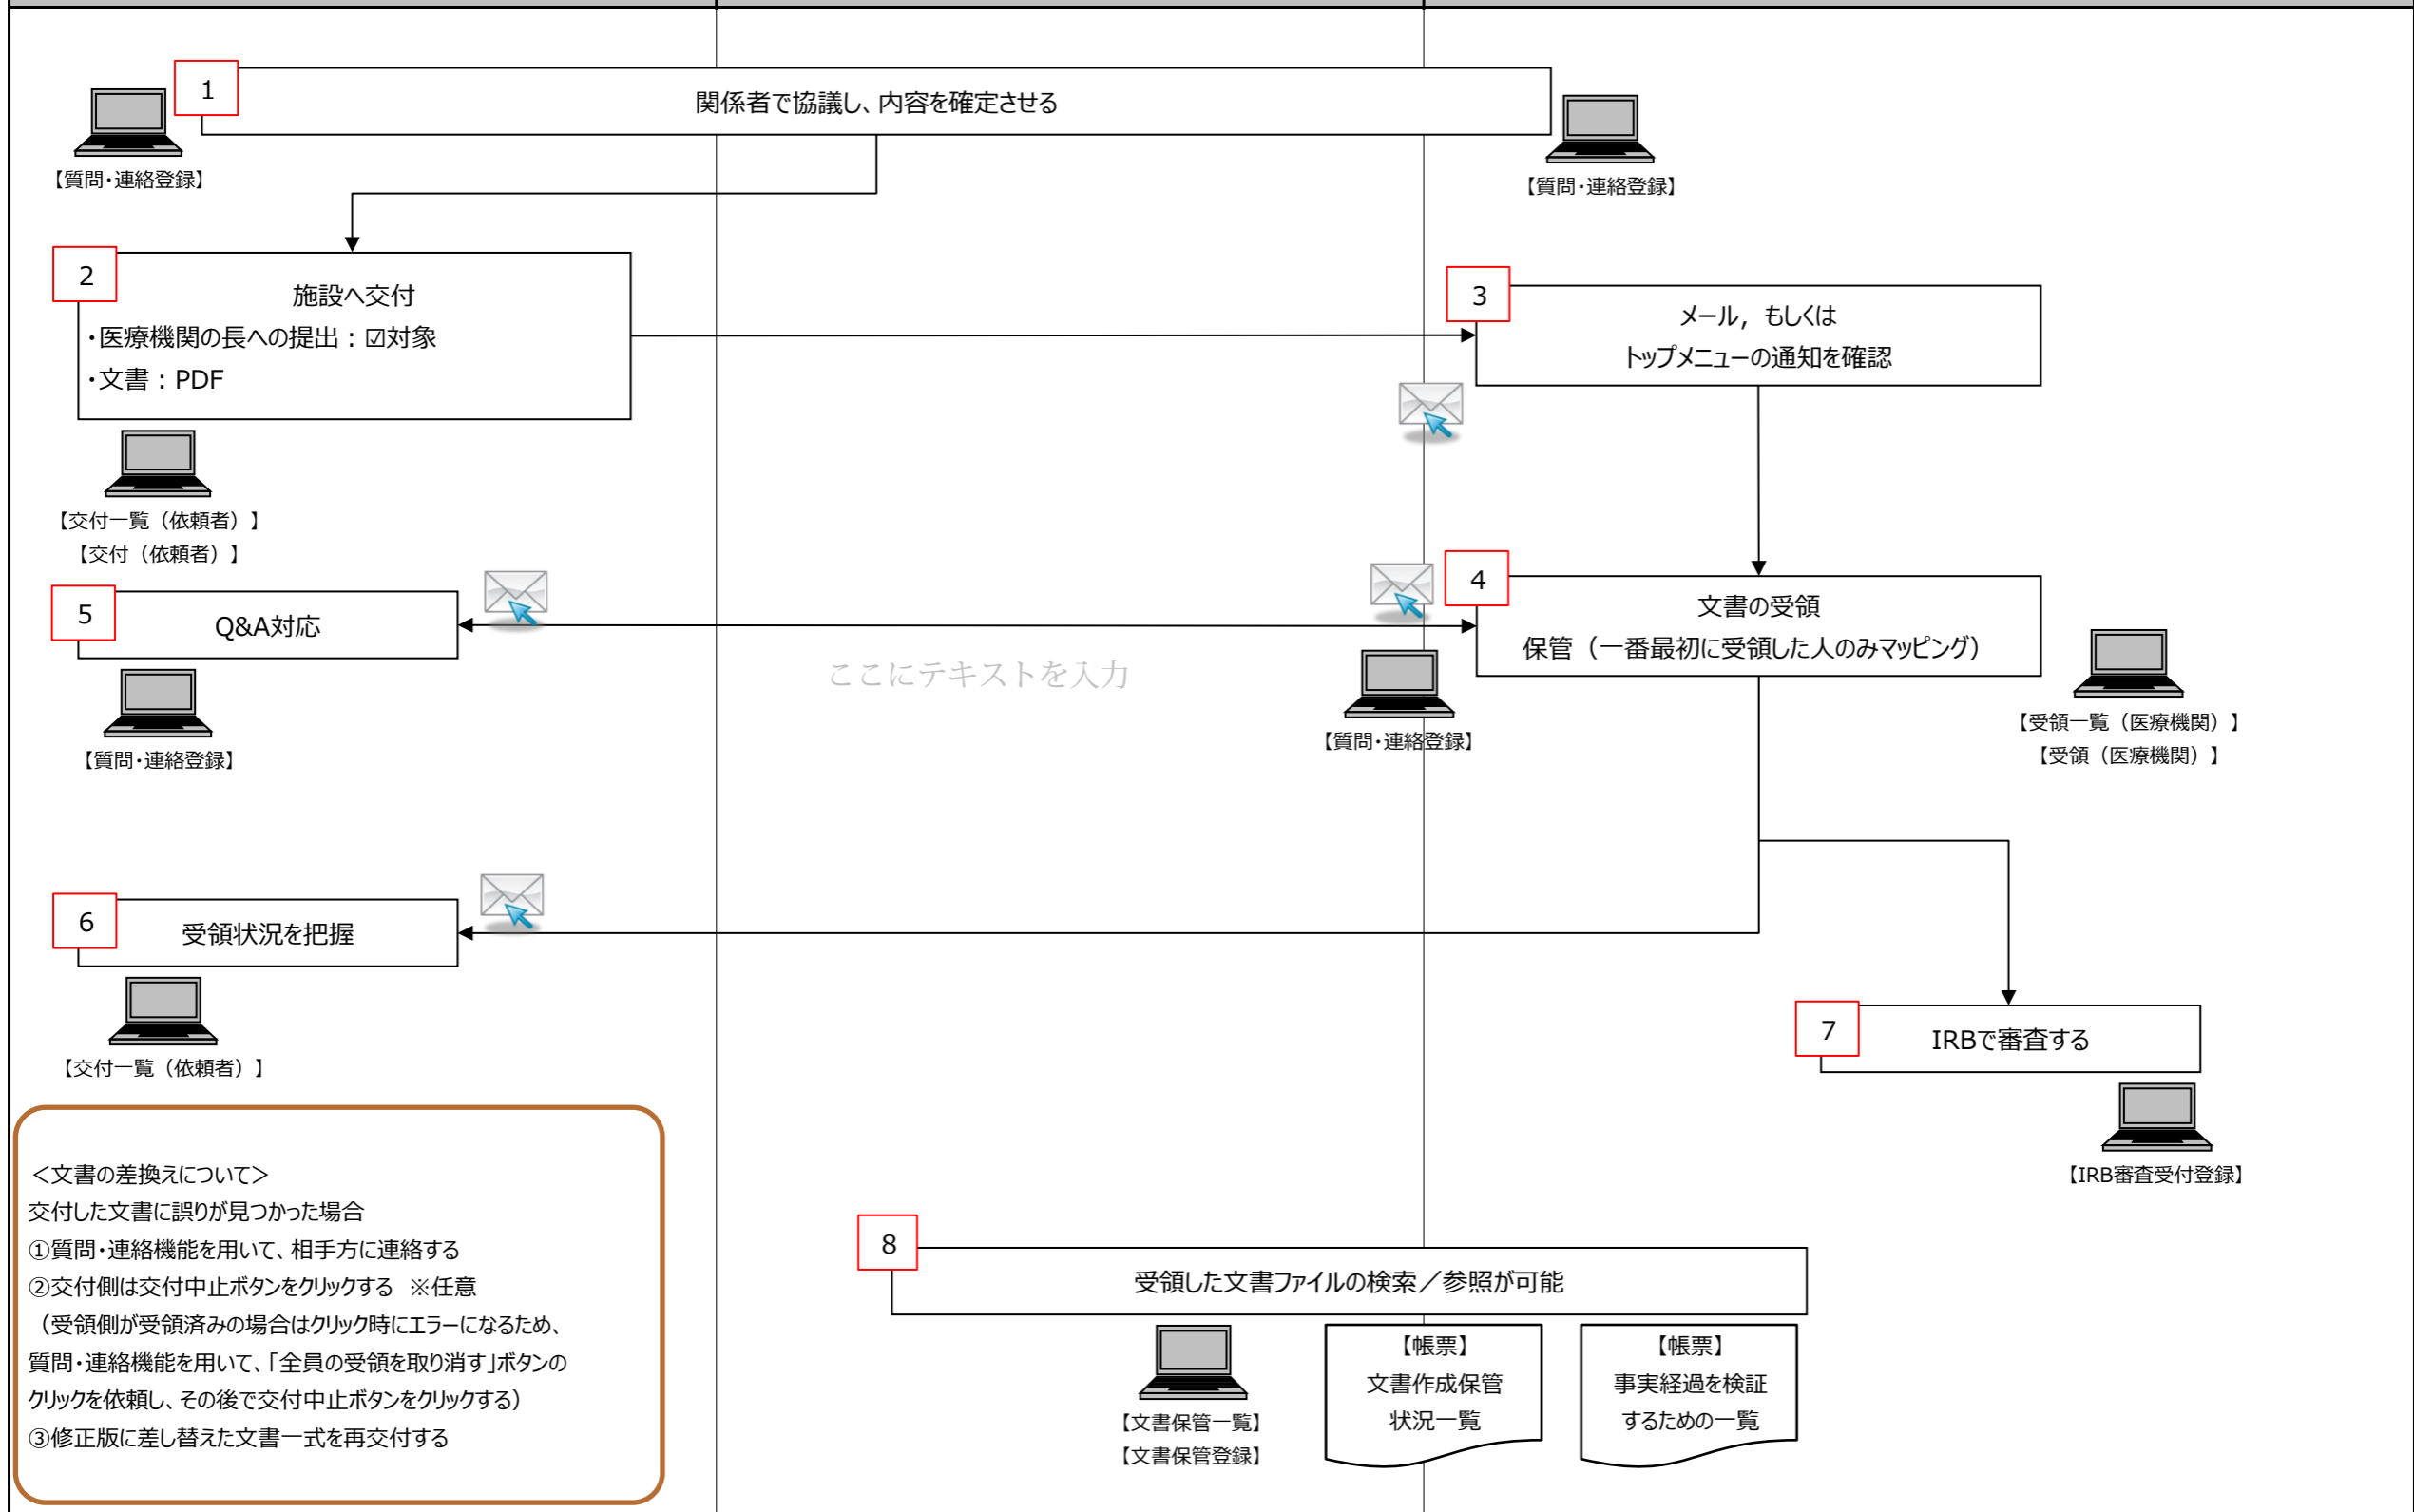 1
関係者で協議し、内容を確定させる
【質問・連絡登録】
【質問・連絡登録】
2
施設へ交付
・医療機関の長への提出：☑対象
・文書：PDF
【交付一覧（依頼者）】
【交付（依頼者）】
3
メール，もしくは
トップメニューの通知を確認
4
文書の受領
保管（一番最初に受領した人のみマッピング）
【質問・連絡登録】
【受領一覧（医療機関）】
【受領（医療機関）】
5
Q&A対応
【質問・連絡登録】
ここにテキストを入力
6
受領状況を把握
【交付一覧（依頼者）】
7
IRBで審査する
【IRB審査受付登録】
＜文書の差換えについて＞
交付した文書に誤りが見つかった場合
①質問・連絡機能を用いて、相手方に連絡する
②交付側は交付中止ボタンをクリックする　※任意
（受領側が受領済みの場合はクリック時にエラーになるため、
質問・連絡機能を用いて、「全員の受領を取り消す」ボタンの
クリックを依頼し、その後で交付中止ボタンをクリックする）
③修正版に差し替えた文書一式を再交付する
8
受領した文書ファイルの検索／参照が可能
【文書保管一覧】
【文書保管登録】
【帳票】
文書作成保管
状況一覧
【帳票】
事実経過を検証
するための一覧